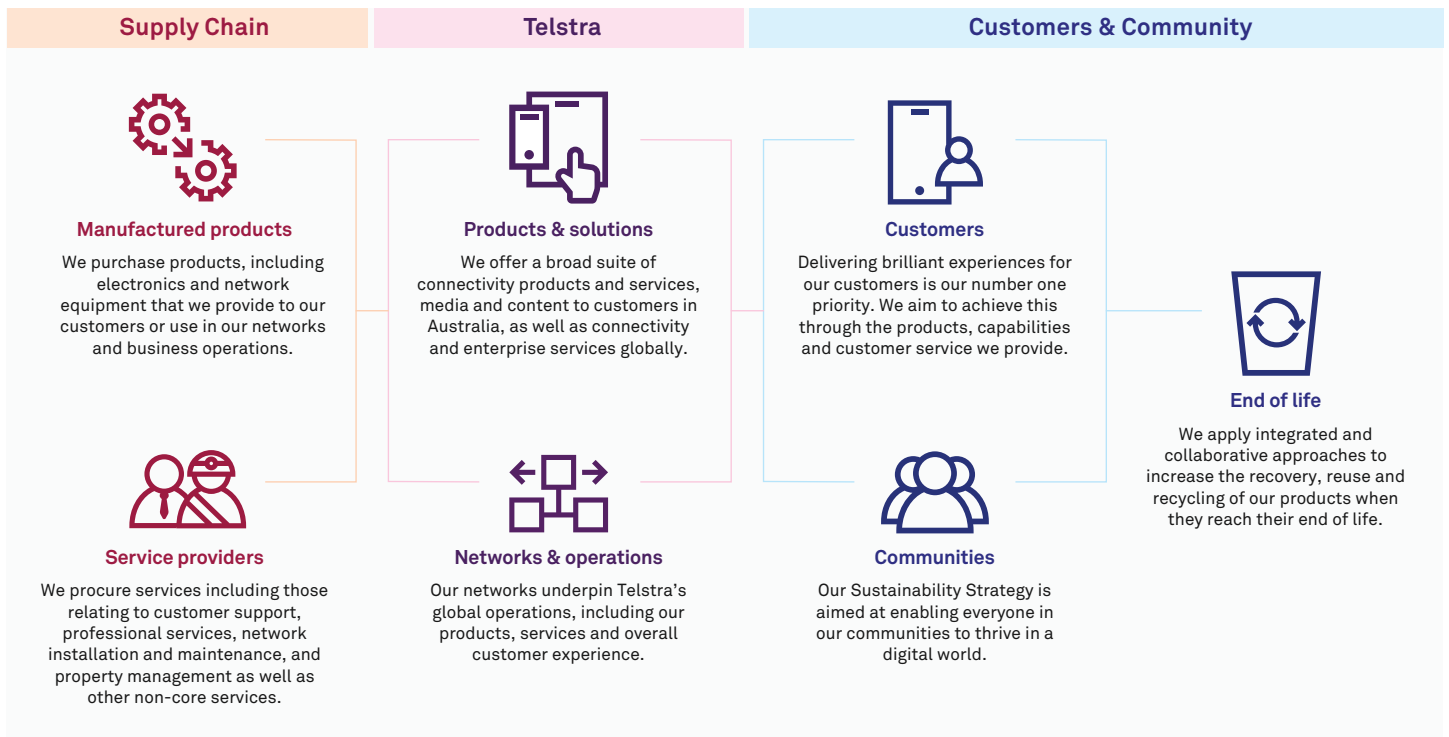 Supply Chain
Telstra
Customers & Community
Manufactured products
We purchase products, including
electronics and network
equipment that we provide to our
customers or use in our networks
and business operations.
Service providers
We procure services including those
relating to customer support,
professional services, network
installation and maintenance, and
property management as well as
other non-core services.
Products & solutions
We offer a broad suite of
connectivity products and services,
media and content to customers in
Australia, as well as connectivity
and enterprise services globally.
Networks & operations
Our networks underpin Telstra’s
global operations, including our
products, services and overall
customer experience.
Customers
Delivering brilliant experiences for
our customers is our number one
priority. We aim to achieve this
through the products, capabilities
and customer service we provide.
Communities
Our Sustainability Strategy is
aimed at enabling everyone in
our communities to thrive in a
digital world.
End of life
We apply integrated and
collaborative approaches to
increase the recovery, reuse and
recycling of our products when
they reach their end of life.